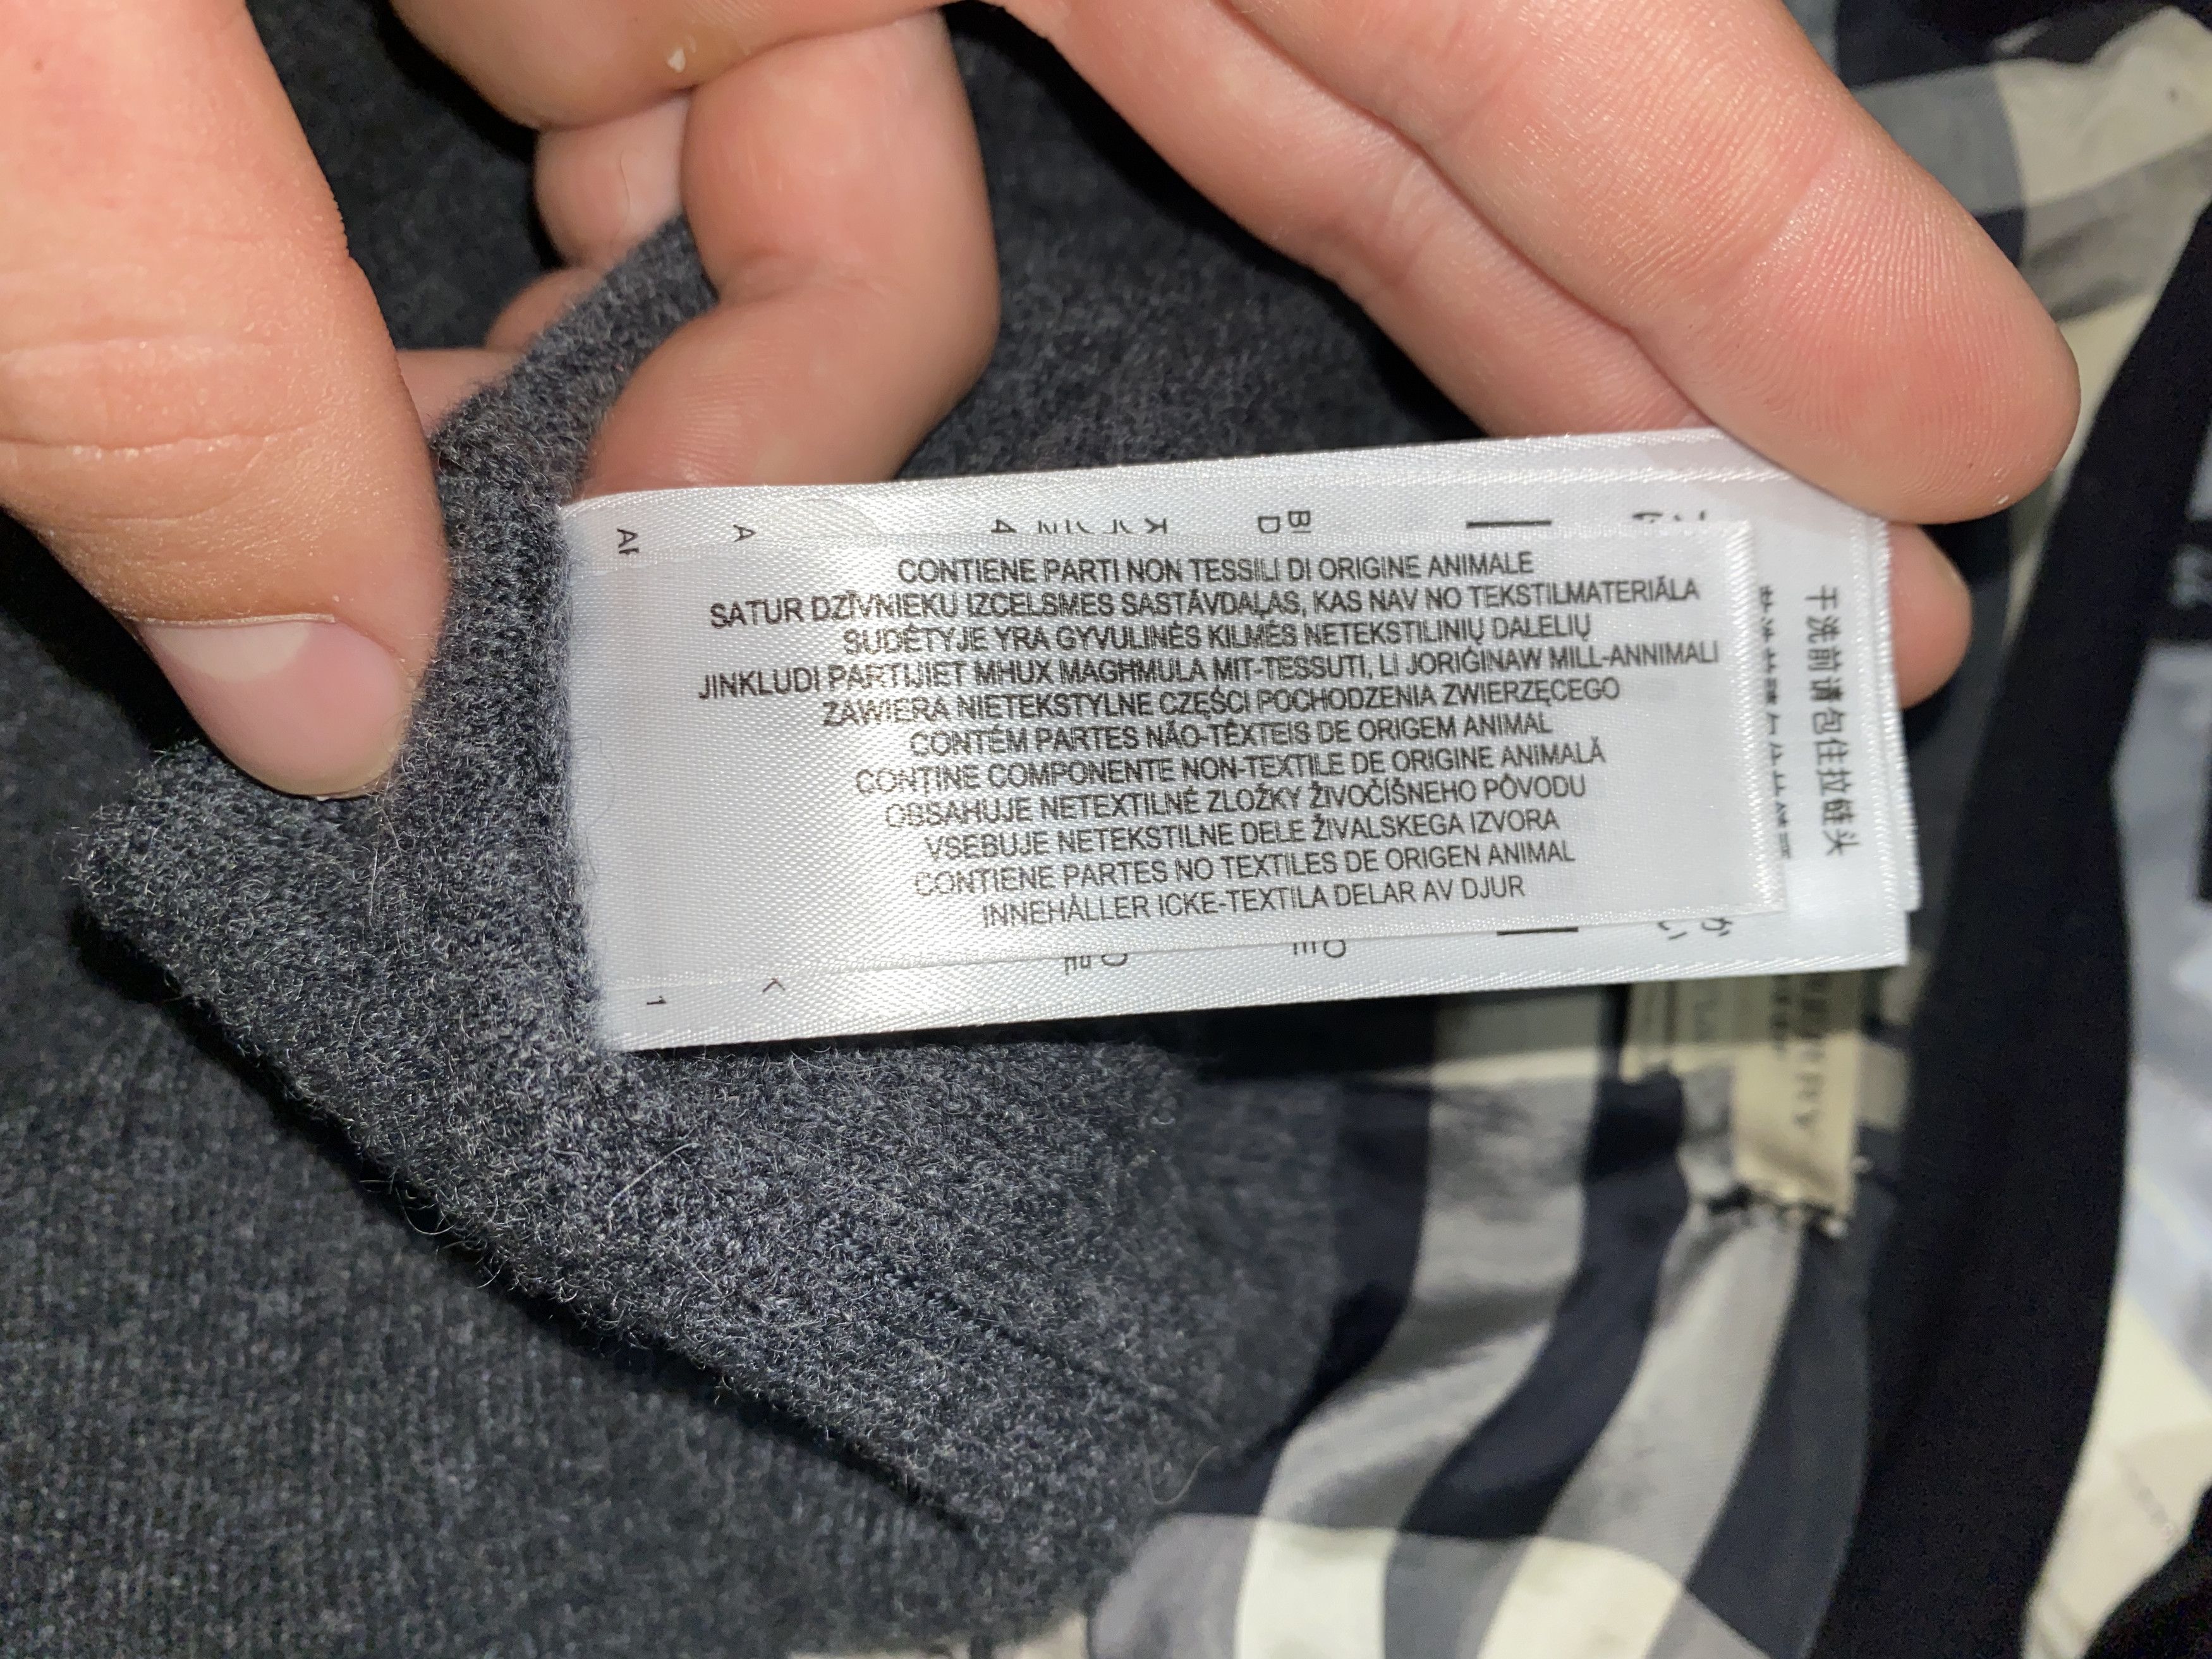 CONTIENE PARTI NON TESSILI DI ORIGINE ANIMALE
SATUR DZĪVNIEKU IZCELSMES SASTĀVDAĻAS, KAS NAV NO TEKSTILMATERIĀLA
SUDĖTYJE YRA GYVULINĖS KILMĖS NETEKSTILINIŲ DALELIŲ
JINKLUDI PARTIJIET MHUX MAGHMULA MIT-TESSUTI, LI JORIĠINAW MILL-ANNIMALI
ZAWIERA NIETEKSTYLNE CZĘŚCI POCHODZENIA ZWIERZĘCEGO
CONTÉM PARTES NÃO-TÊXTEIS DE ORIGEM ANIMAL
CONȚINE COMPONENTE NON-TEXTILE DE ORIGINE ANIMALĂ
OBSAHUJE NETEXTILNÉ ZLOŽKY ŽIVOČÍŠNEHO PÔVODU
VSEBUJE NETEKSTILNE DELE ŽIVALSKEGA IZVORA
CONTIENE PARTES NO TEXTILES DE ORIGEN ANIMAL
INNEHÅLLER ICKE-TEXTILA DELAR AV DJUR
干洗前请包住拉链头